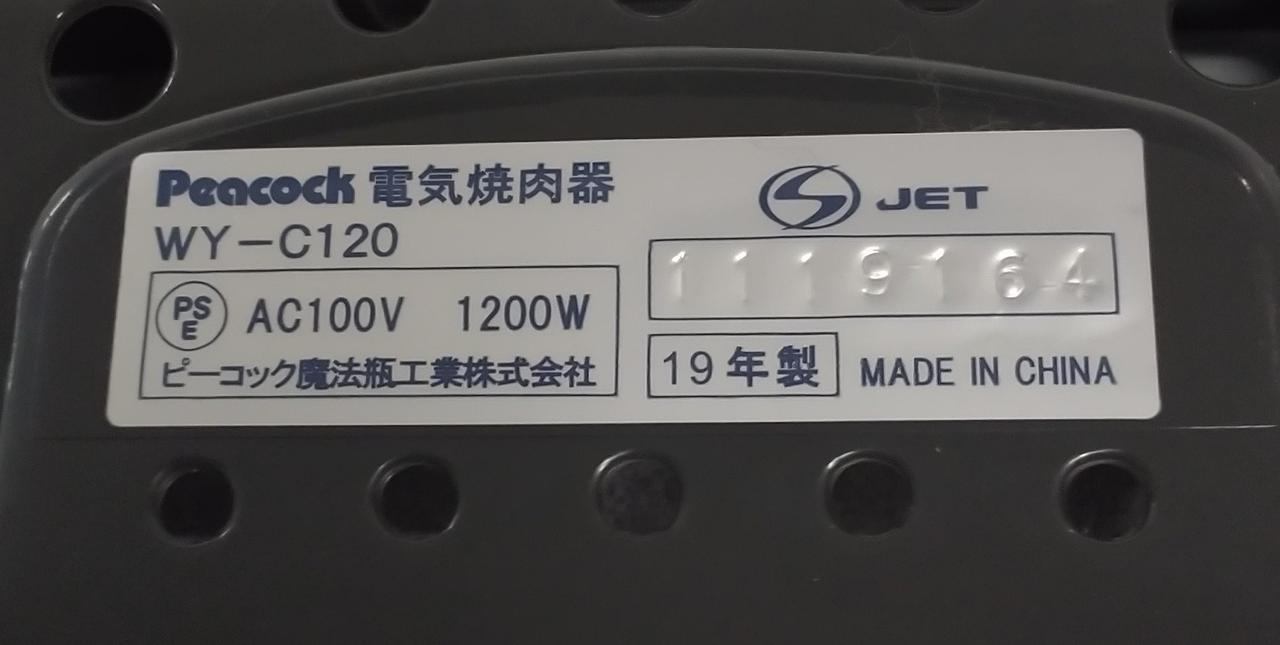 Peacock 電気焼肉器
WY-C120
PS
E
AC100V 1200W
ピーコック魔法瓶工業株式会社
S JET
1119164
19年製
MADE IN CHINA